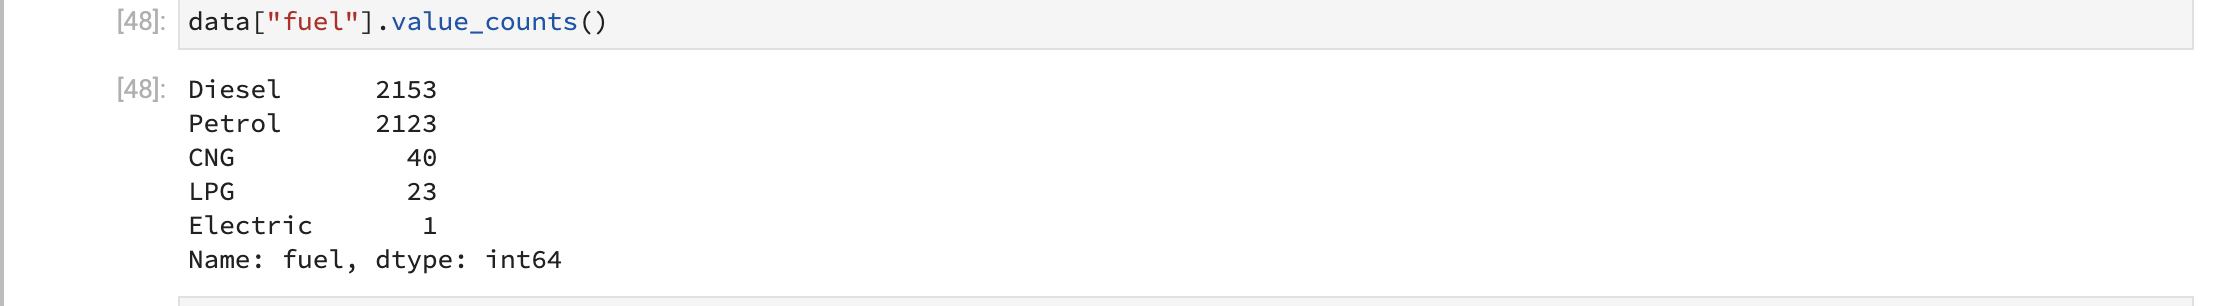 [48]: data["fuel"].value_counts()
[48]: Diesel      2153
Petrol      2123
CNG           40
LPG           23
Electric       1
Name: fuel, dtype: int64